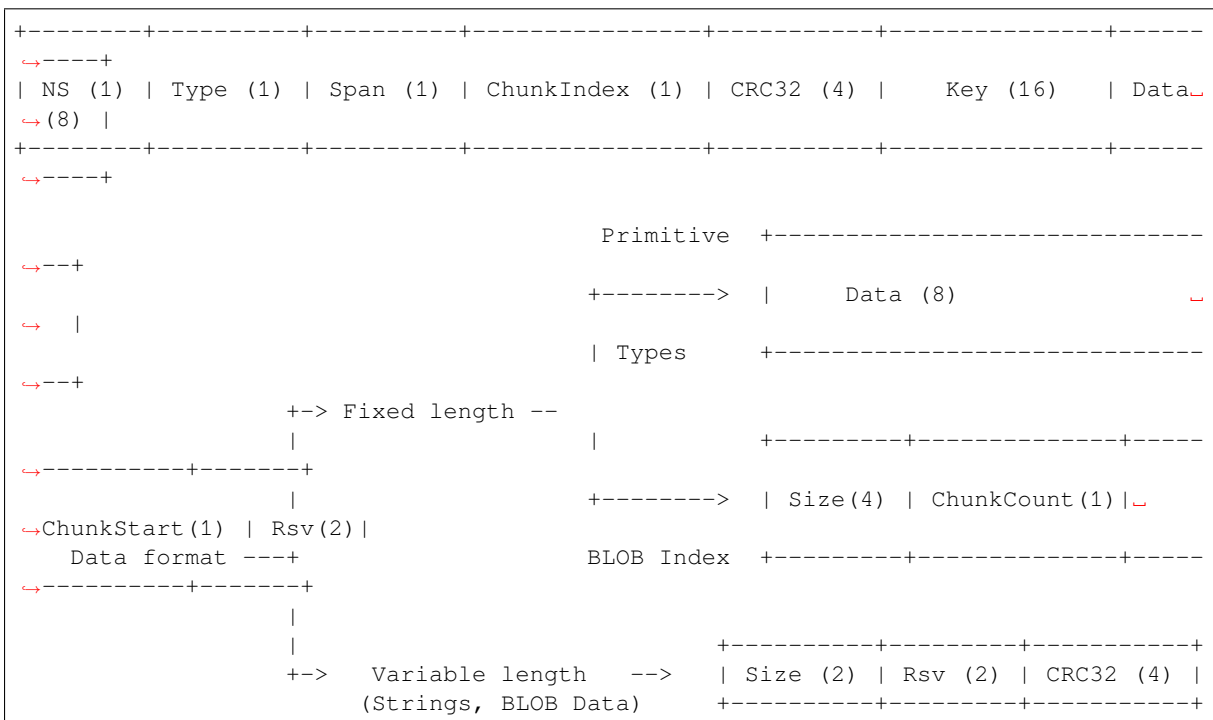 +--------+----------+----------+----------------+-----------+---------------+------
↪----+
| NS (1) | Type (1) | Span (1) | ChunkIndex (1) | CRC32 (4) |    Key (16)   | Data␣
↪(8) |
+--------+----------+----------+----------------+-----------+---------------+------
↪----+

                                       Primitive  +-----------------------------
↪--+
                                      +-------->  |     Data (8)                ␣
↪  |
                                      | Types     +-----------------------------
↪--+
                  +-> Fixed length --
                  |                   |           +---------+--------------+-----
↪----------+-------+
                  |                   +-------->  | Size(4) | ChunkCount(1)|␣
↪ChunkStart(1) | Rsv(2)|
    Data format ---+                   BLOB Index  +---------+--------------+-----
↪----------+-------+
                  |
                  |                             +----------+---------+-----------+
                  +->   Variable length   -->   | Size (2) | Rsv (2) | CRC32 (4) |
                       (Strings, BLOB Data)     +----------+---------+-----------+